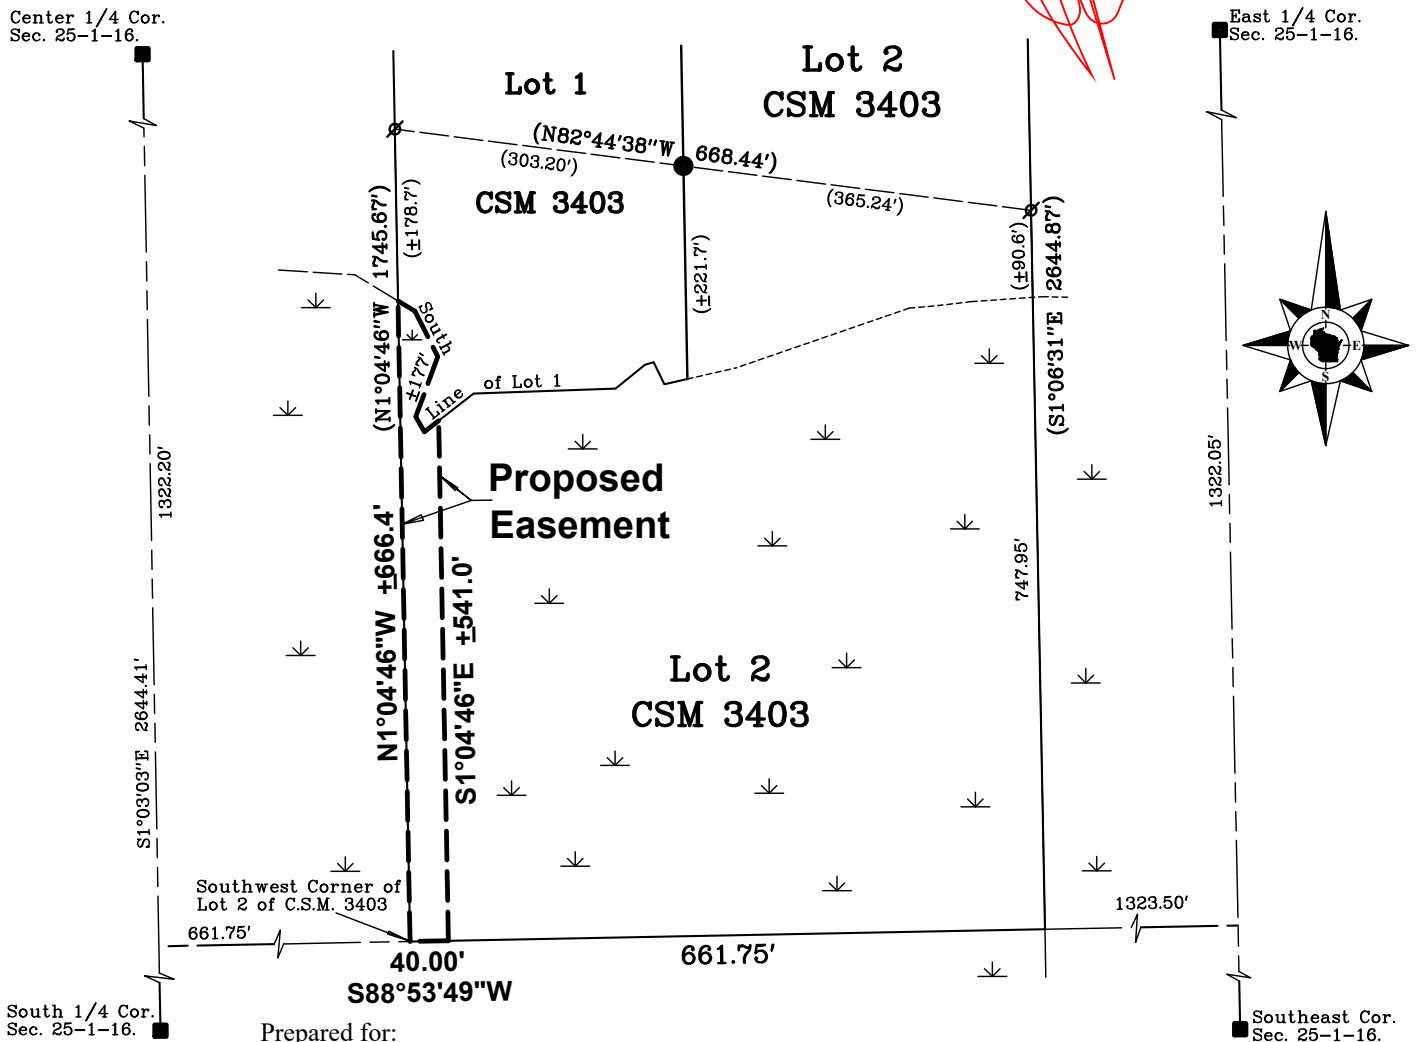 Center 1/4 Cor.
Sec. 25-1-16.
East 1/4 Cor.
Sec. 25-1-16.
Lot 1
Lot 2
CSM 3403
(N82°44'38"W 668.44')
(303.20')
(365.24')
CSM 3403
(N1°04'46"W 1745.67')
(±178.7')
(±221.7')
(±90.6')
(S1°06'31"E 2644.87')
South
Line
of Lot 1
±177'
N
W
E
S
1322.20'
1322.05'
Proposed
Easement
N1°04'46"W ±666.4'
S1°04'46"E ±541.0'
747.95'
S1°03'03"E 2644.41'
Lot 2
CSM 3403
Southwest Corner of
Lot 2 of C.S.M. 3403
661.75'
1323.50'
40.00'
S88°53'49"W
661.75'
South 1/4 Cor.
Sec. 25-1-16.
Southeast Cor.
Sec. 25-1-16.
Prepared for: